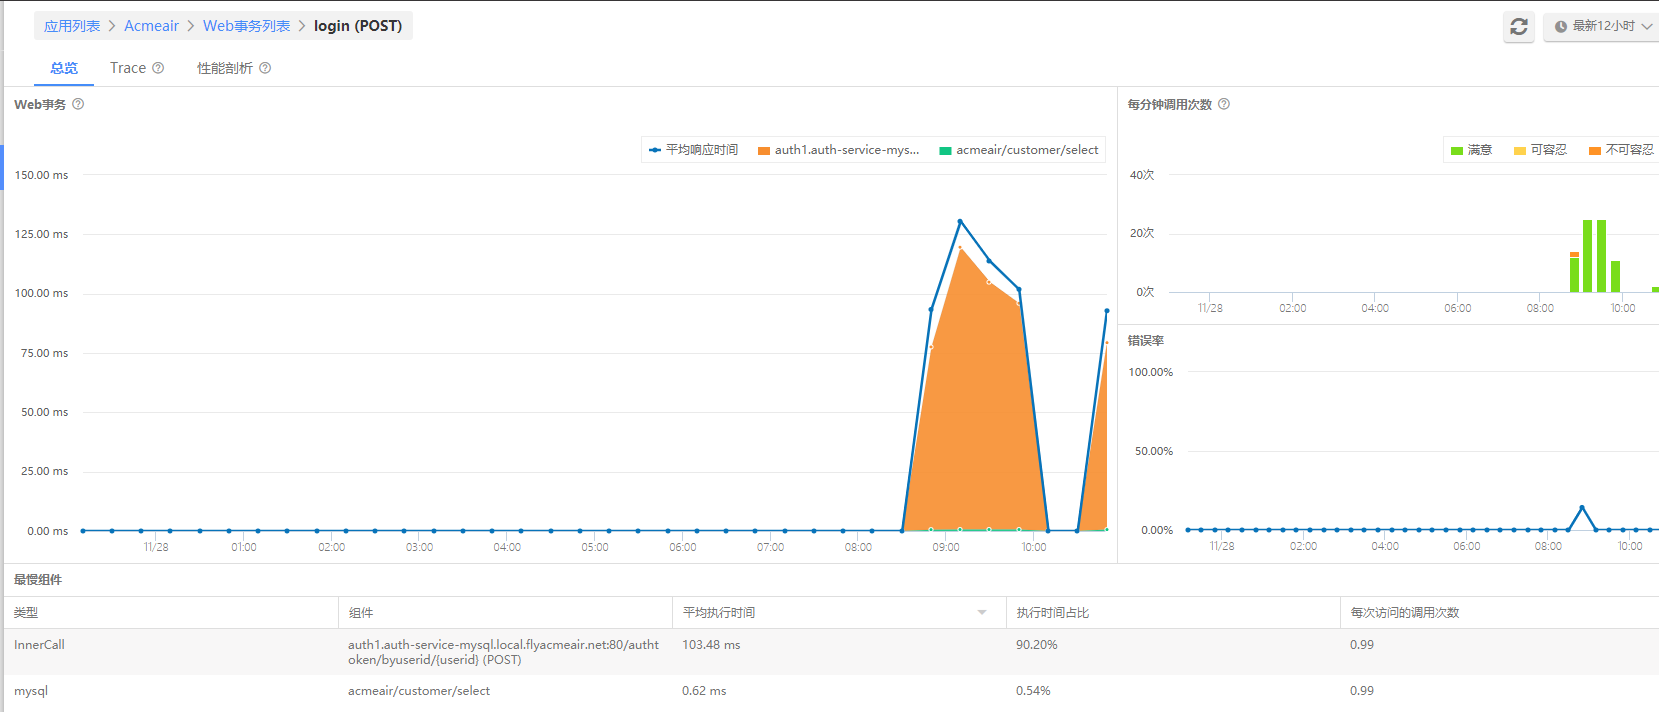 应用列表 > Acmeair > Web事务列表 > login (POST)
最新12小时
总览 Trace ? 性能剖析 ?
Web事务 ?
平均响应时间 auth1.auth-service-mys... acmeair/customer/select
150.00 ms
125.00 ms
100.00 ms
75.00 ms
50.00 ms
25.00 ms
0.00 ms
11/28 01:00 02:00 03:00 04:00 05:00 06:00 07:00 08:00 09:00 10:00
每分钟调用次数 ?
满意 可容忍 不可容忍
40次
20次
0次
11/28 02:00 04:00 06:00 08:00 10:00
错误率
100.00%
50.00%
0.00%
11/28 02:00 04:00 06:00 08:00 10:00
最慢组件
类型 组件 平均执行时间 执行时间占比 每次访问的调用次数
InnerCall auth1.auth-service-mysql.local.flyacmeair.net:80/autht 103.48 ms 90.20% 0.99
oken/byuserid/{userid} (POST)
mysql acmeair/customer/select 0.62 ms 0.54% 0.99